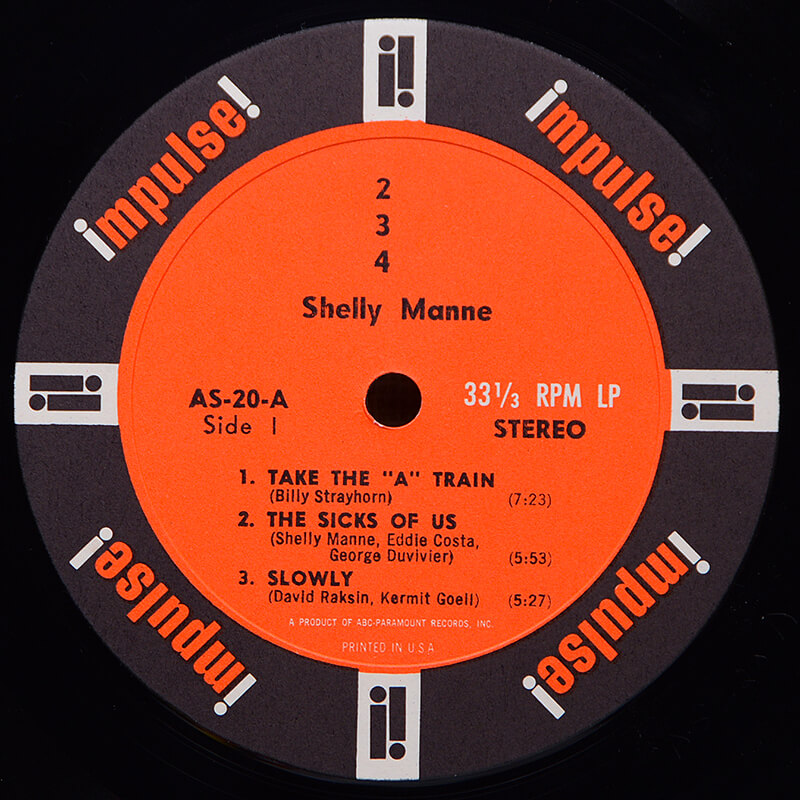 impulse!
impulse!
2
3
4
Shelly Manne
AS-20-A
Side 1
33⅓ RPM LP
STEREO
1. TAKE THE "A" TRAIN
(Billy Strayhorn) (7:23)
2. THE SICKS OF US
(Shelly Manne, Eddie Costa,
George Duvivier) (5:53)
3. SLOWLY
(David Raksin, Kermit Goell) (5:27)
A PRODUCT OF ABC-PARAMOUNT RECORDS, INC.
PRINTED IN U.S.A
impulse!
impulse!